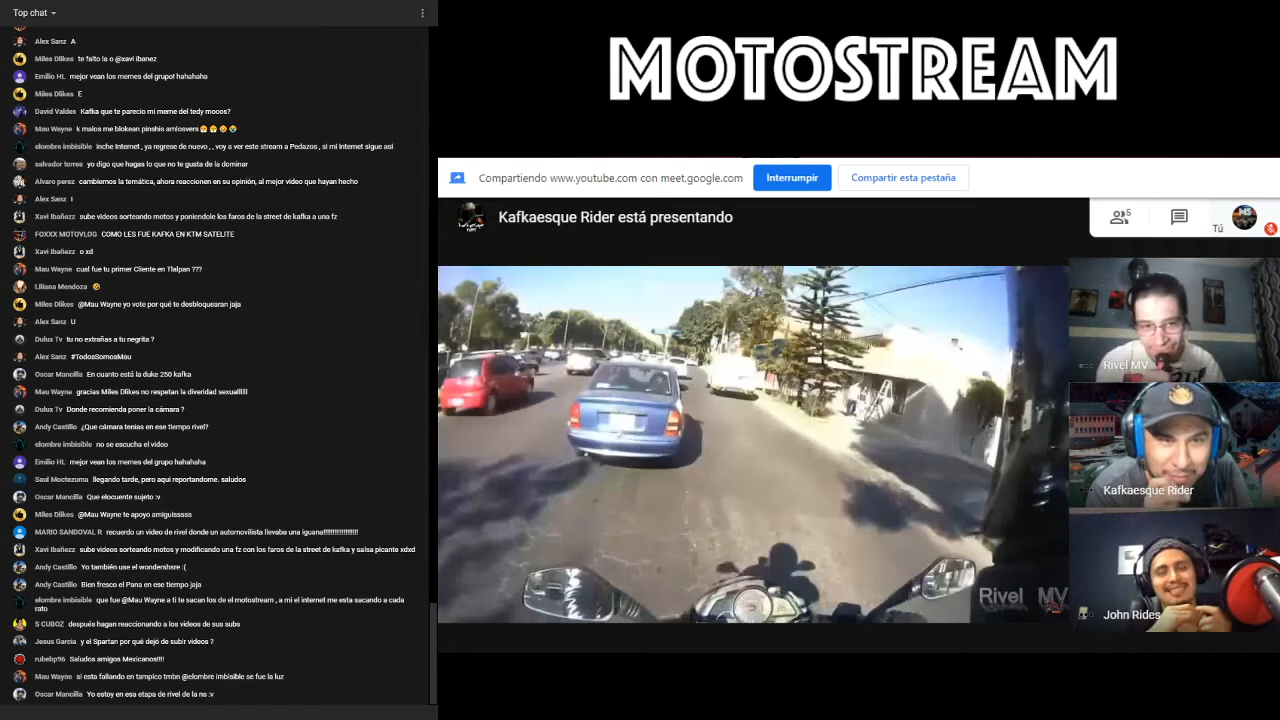 Top chat
Alex Sanz A
Miles Dlikes te falto la o @xavi ibanez
Emilio HL mejor vean los memes del grupo! hahahaha
Miles Dlikes E
David Valdes Kafka que te parecio mi meme del tedy mocos?
Mau Wayne k malos me blokean pinshis amlosvers
elombre imbisible inche Internet , ya regrese de nuevo , , voy a ver este stream a Pedazos , si mi internet sigue asi
salvador torres yo digo que hagas lo que no te gusta de la dominar
Alvaro perez cambiemos la temática, ahora reaccionen en su opinión, al mejor video que hayan hecho
Alex Sanz I
Xavi Ibañezz sube videos sorteando motos y poniendole los faros de la street de kafka a una fz
FOXXX MOTOVLOG COMO LES FUE KAFKA EN KTM SATELITE
Xavi Ibañezz o xd
Mau Wayne cual fue tu primer Cliente en Tlalpan ???
Liliana Mendoza
Miles Dlikes @Mau Wayne yo vote por qué te desbloquearan jaja
Alex Sanz U
Dulux Tv tu no extrañas a tu negrita ?
Alex Sanz #TodosSomosMau
Oscar Mancilla En cuanto está la duke 250 kafka
Mau Wayne gracias Miles Dlikes no respetan la diveridad sexuallllll
Dulux Tv Donde recomienda poner la cámara ?
Andy Castillo ¿Que cámara tenias en ese tiempo rivel?
elombre imbisible no se escucha el video
Emilio HL mejor vean los memes del grupo hahahaha
Saul Moctezuma llegando tarde, pero aqui reportandome. saludos
Oscar Mancilla Que elocuente sujeto :v
Miles Dlikes @Mau Wayne te apoyo amiguisssss
MARIO SANDOVAL R recuerdo un video de rivel donde un automovilista llevaba una iguana!!!!!!!!!!!!!!!!!!!
Xavi Ibañezz sube videos sorteando motos y modificando una fz con los faros de la street de kafka y salsa picante xdxd
Andy Castillo Yo también use el wondershsre :(
Andy Castillo Bien fresco el Pana en ese tiempo jaja
elombre imbisible que fue @Mau Wayne a ti te sacan los de el motostream , a mi el internet me esta sacando a cada
rato
S CUBOZ después hagan reaccionando a los videos de sus subs
Jesus Garcia y el Spartan por qué dejó de subir videos ?
rubebp96 Saludos amigos Mexicanos!!!!
Mau Wayne si esta fallando en tampico tmbn @elombre imbisible se fue la luz
Oscar Mancilla Yo estoy en esa etapa de rivel de la ns :v
MOTOSTREAM
Compartiendo www.youtube.com con meet.google.com
Interrumpir
Compartir esta pestaña
Kafkaesque Rider está presentando
5
Tú
MS
Rivel MV
Kafkaesque Rider
John Rides
Rivel MV